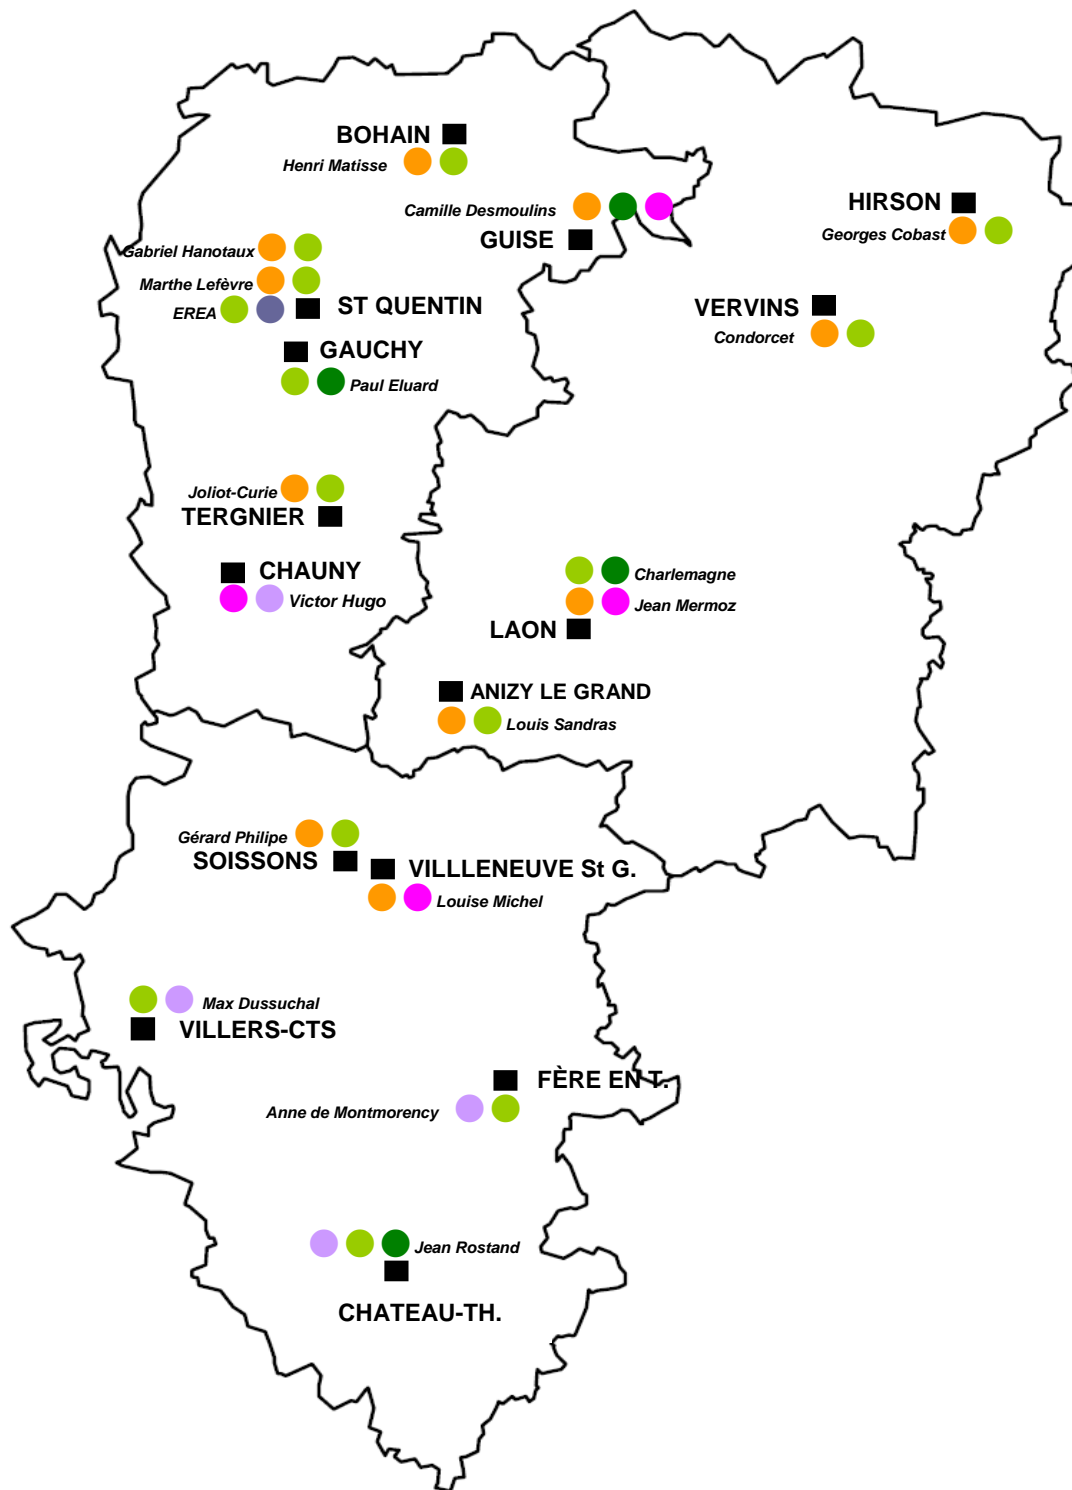 BOHAIN
Henri Matisse
Camille Desmoulins
GUISE
HIRSON
Georges Cobast
Gabriel Hanotaux
Marthe Lefèvre
EREA
ST QUENTIN
VERVINS
Condorcet
GAUCHY
Paul Eluard
Joliot-Curie
TERGNIER
CHAUNY
Victor Hugo
Charlemagne
Jean Mermoz
LAON
ANIZY LE GRAND
Louis Sandras
Gérard Philipe
SOISSONS
VILLLENEUVE St G.
Louise Michel
Max Dussuchal
VILLERS-CTS
FÈRE EN T.
Anne de Montmorency
Jean Rostand
CHATEAU-TH.